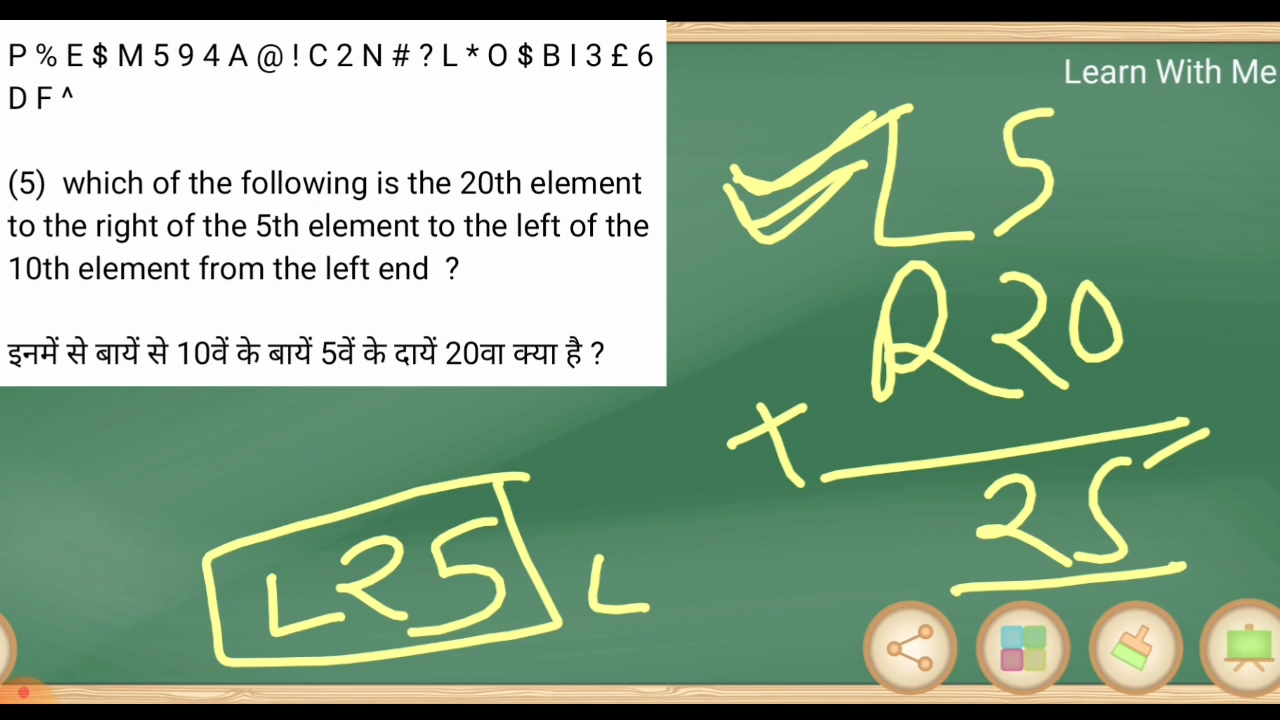 P % E $ M 5 9 4 A @ ! C 2 N # ? L * O $ B I 3 £ 6
D F ^
Learn With Me
(5) which of the following is the 20th element
to the right of the 5th element to the left of the
10th element from the left end ?
इनमें से बायें से 10वें के बायें 5वें के दायें 20वा क्या है ?
L 5
R 20
+
25
L25 L